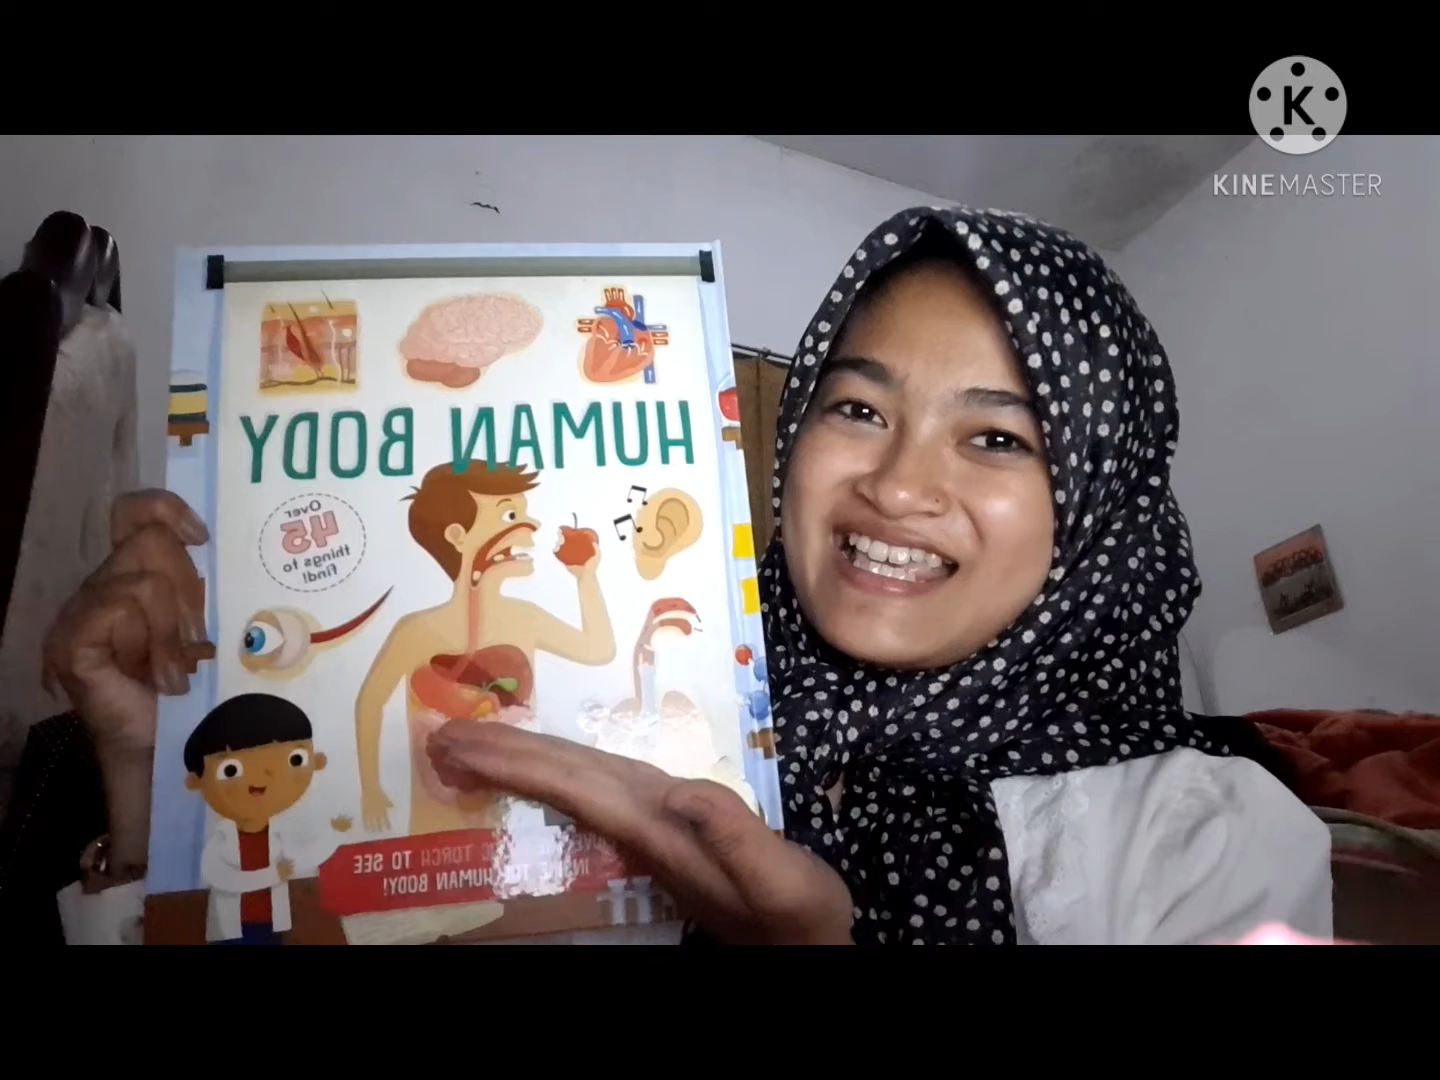 K
KINEMASTER
HUMAN BODY
Over
45
things to
find!
TORCH TO SEE
HUMAN BODY!